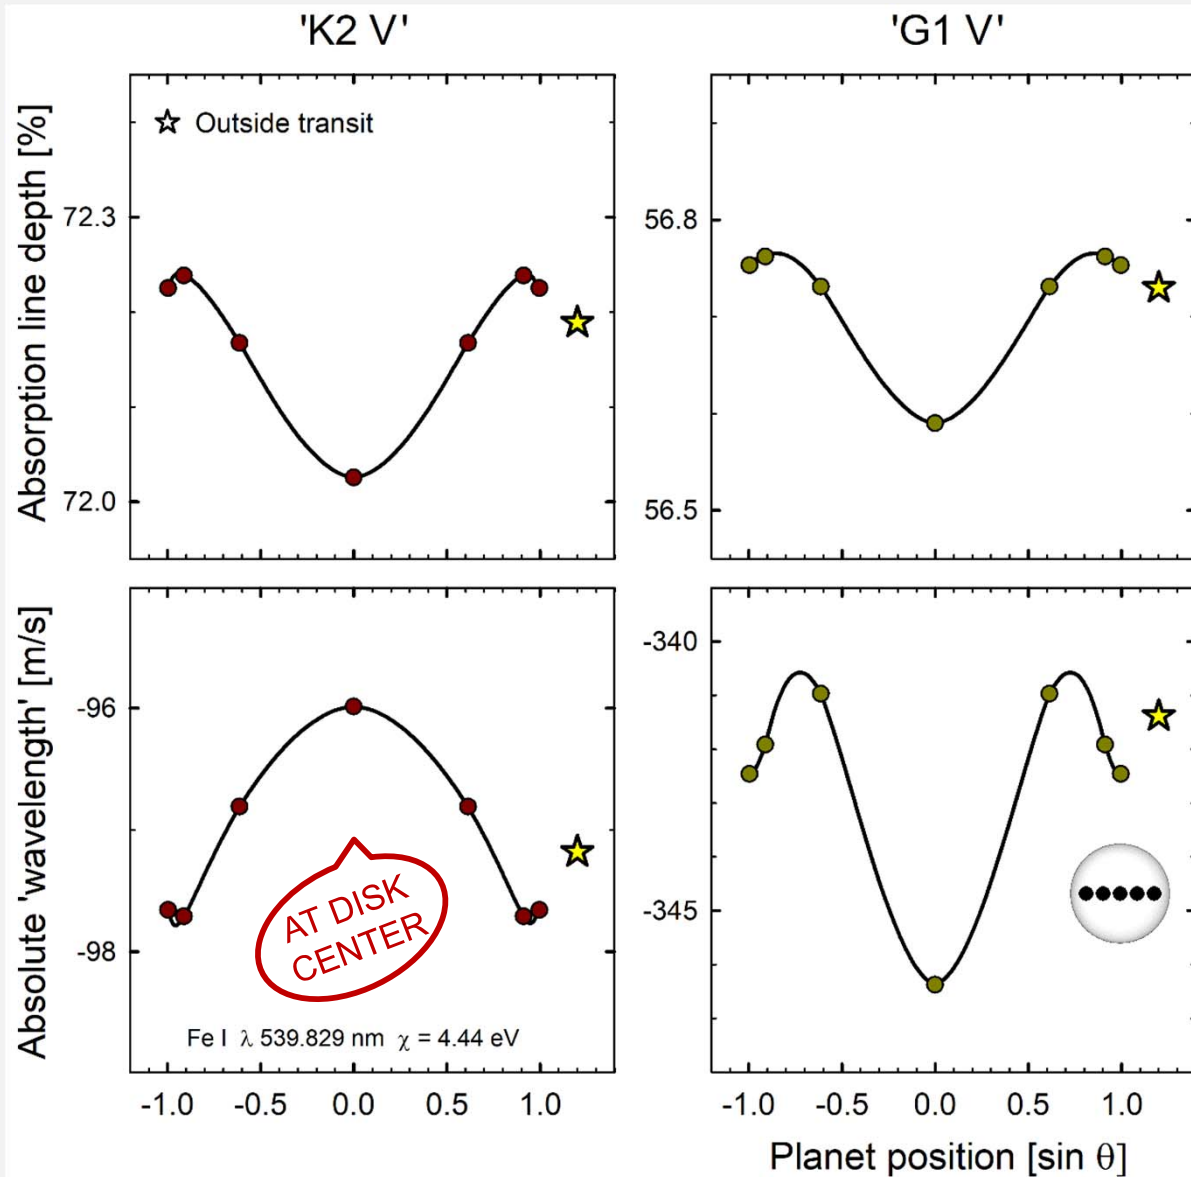 'K2 V'
'G1 V'
Absorption line depth [%]
☆ Outside transit
72.3
72.0
56.8
56.5
Absolute 'wavelength' [m/s]
-96
-98
AT DISK
CENTER
Fe I λ 539.829 nm χ = 4.44 eV
-340
-345
-1.0 -0.5 0.0 0.5 1.0
-1.0 -0.5 0.0 0.5 1.0
Planet position [sin θ]